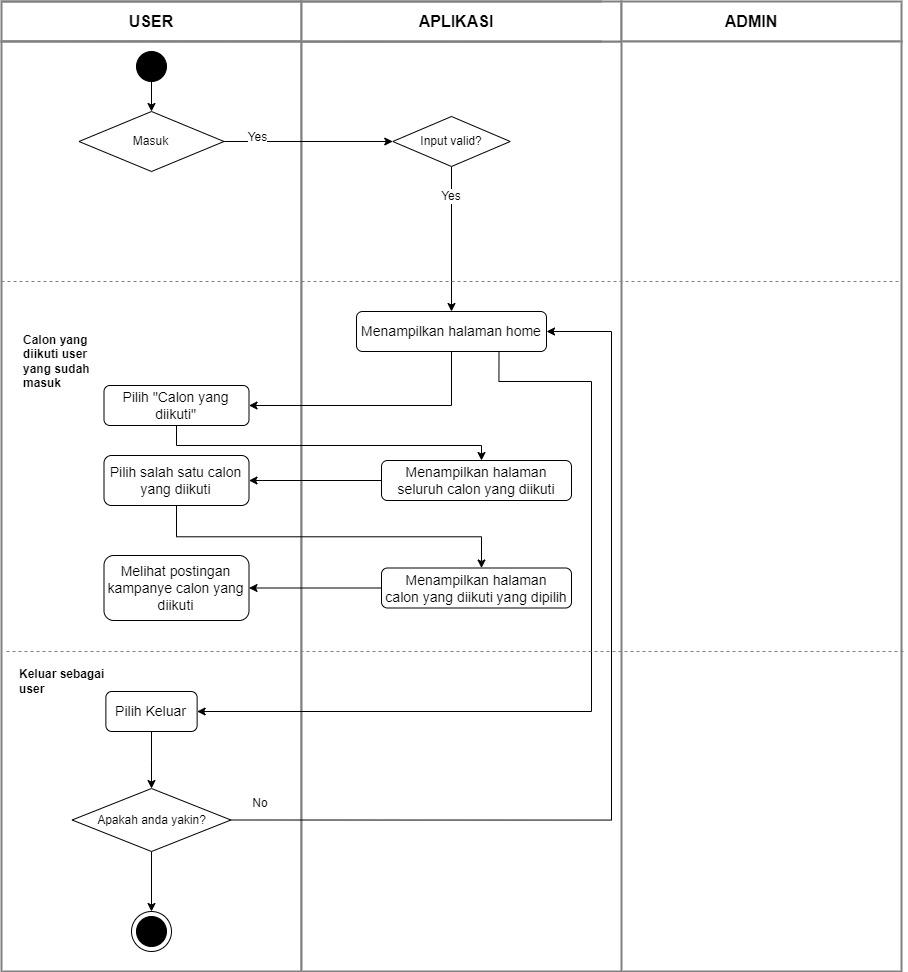 USER
APLIKASI
ADMIN
Masuk
Yes
Input valid?
Yes
Menampilkan halaman home
Calon yang
diikuti user
yang sudah
masuk
Pilih "Calon yang
diikuti"
Pilih salah satu calon
yang diikuti
Menampilkan halaman
seluruh calon yang diikuti
Melihat postingan
kampanye calon yang
diikuti
Menampilkan halaman
calon yang diikuti yang dipilih
Keluar sebagai
user
Pilih Keluar
Apakah anda yakin?
No